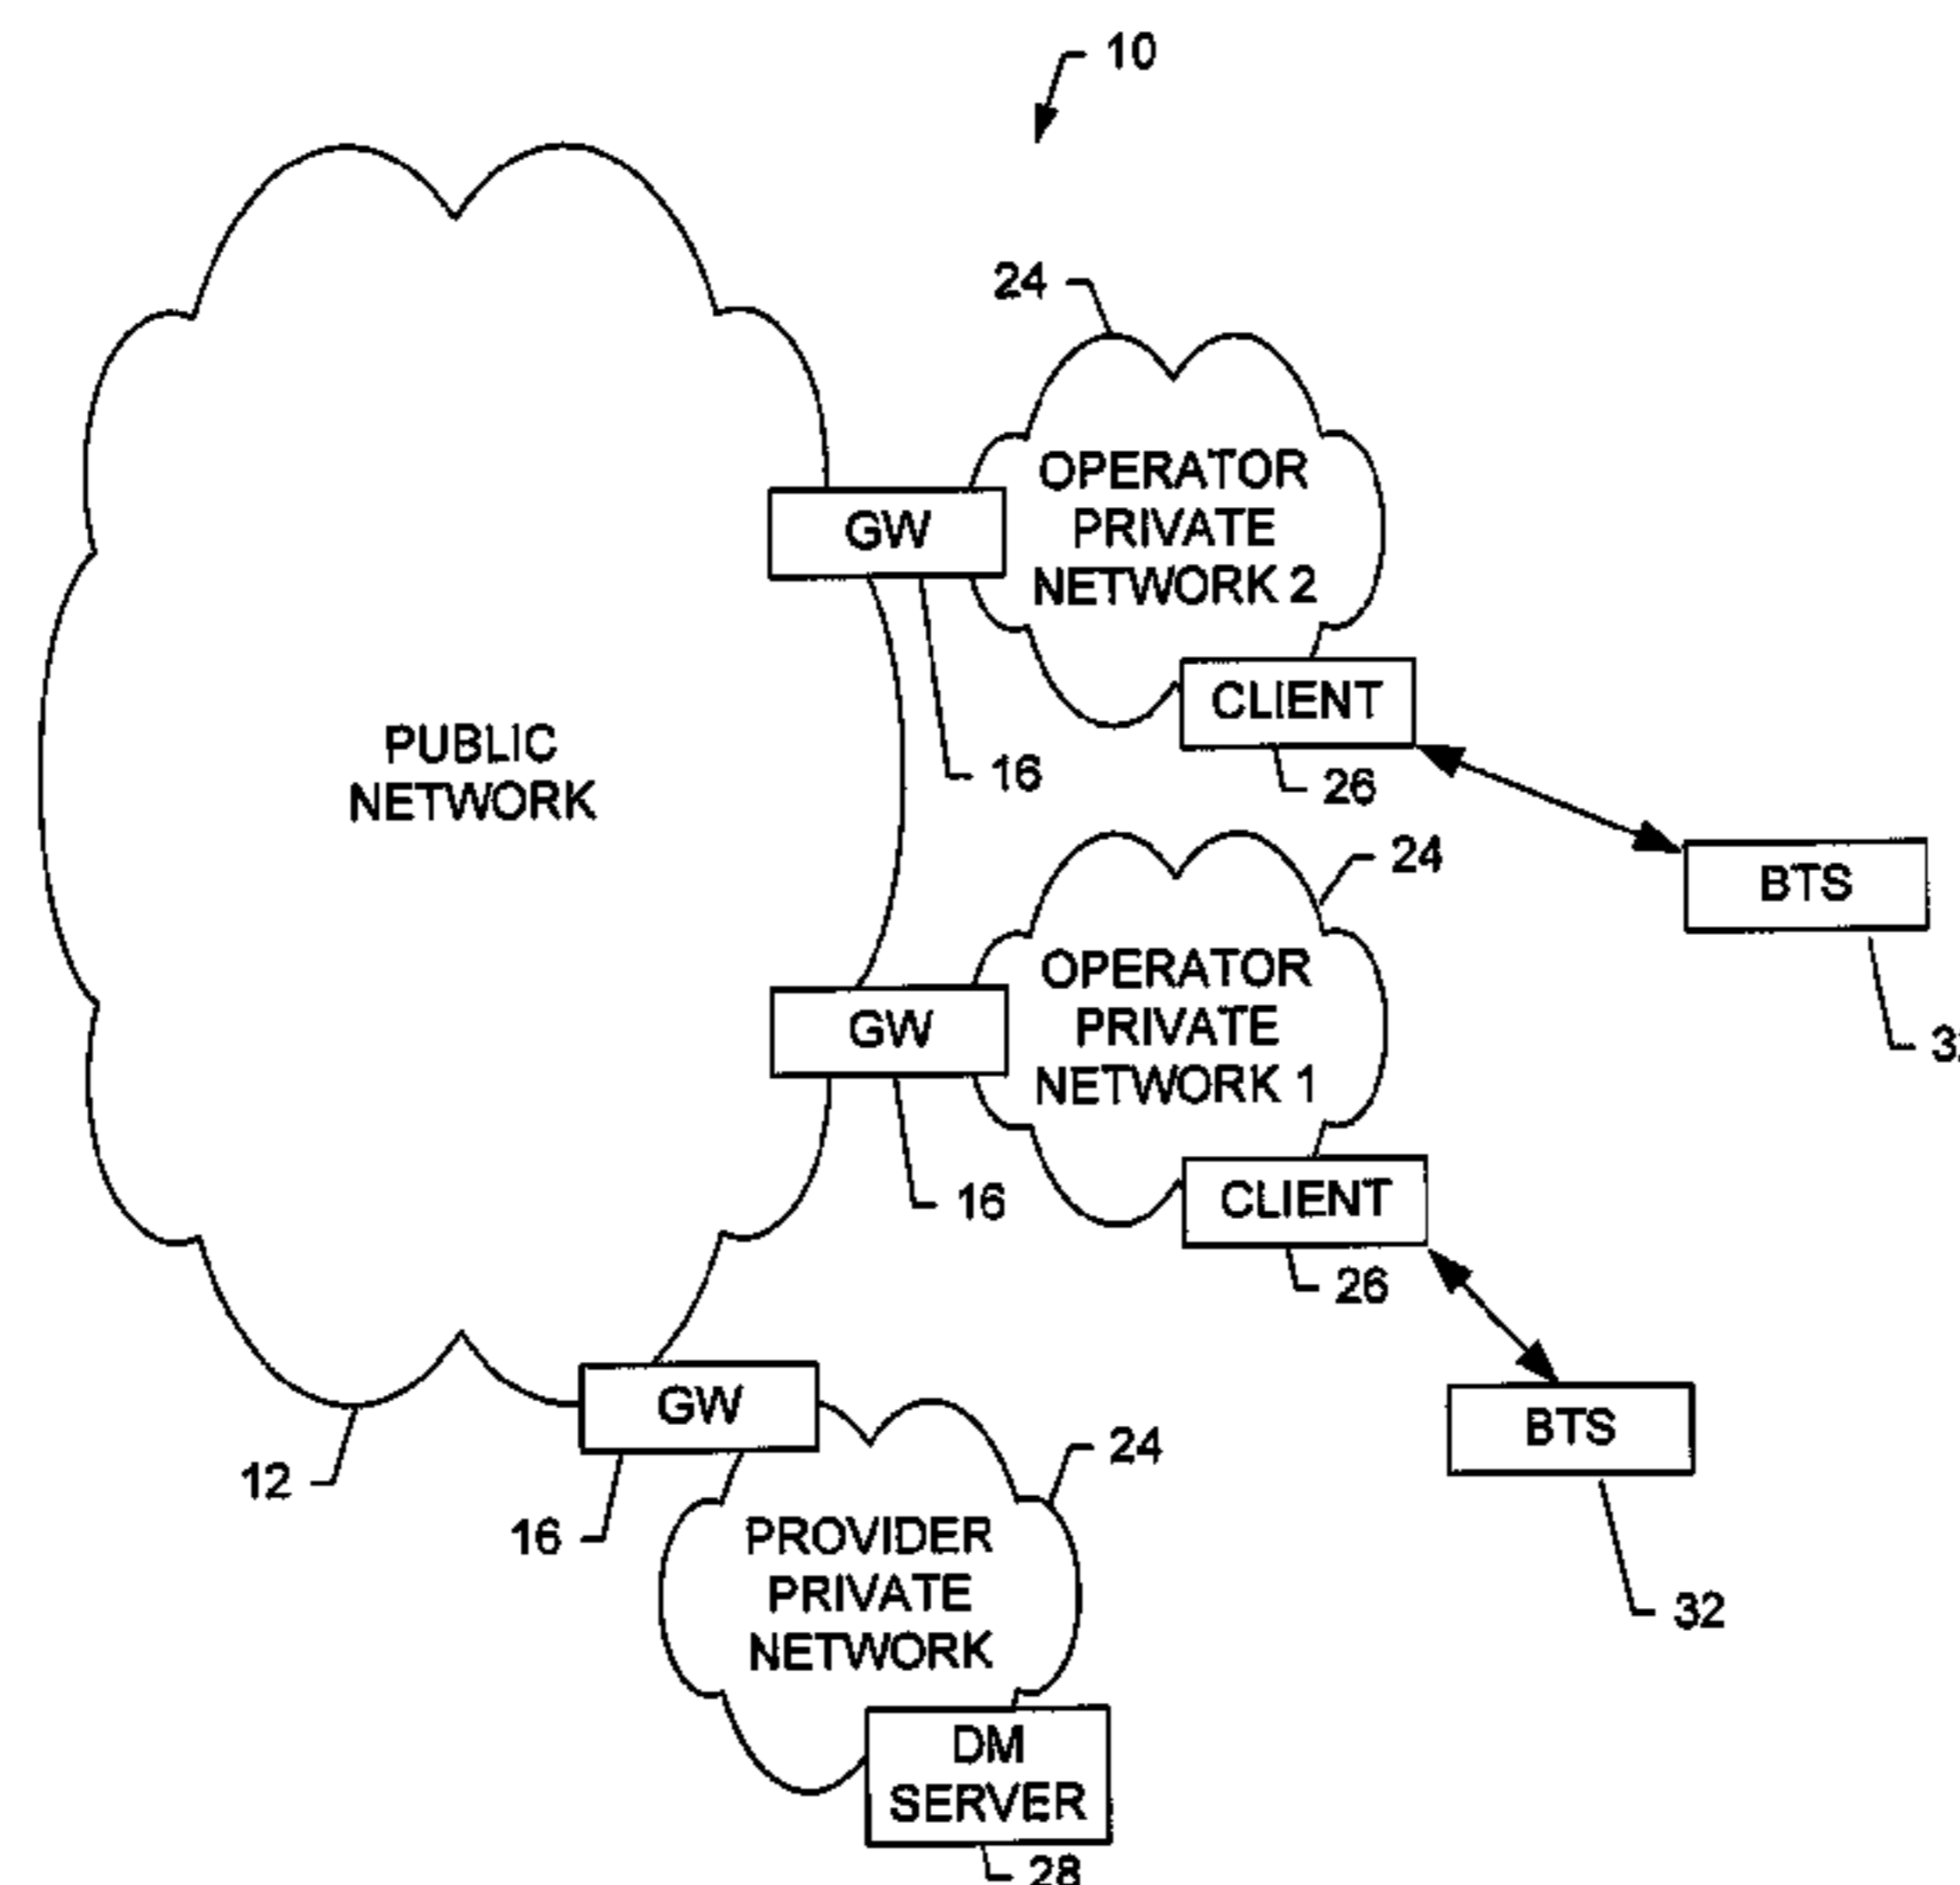 10
24
OPERATOR
PRIVATE
NETWORK 2
GW
CLIENT
16
26
PUBLIC
NETWORK
24
BTS
OPERATOR
PRIVATE
NETWORK 1
GW
16
CLIENT
26
BTS
32
GW
12
16
24
PROVIDER
PRIVATE
NETWORK
DM
SERVER
28